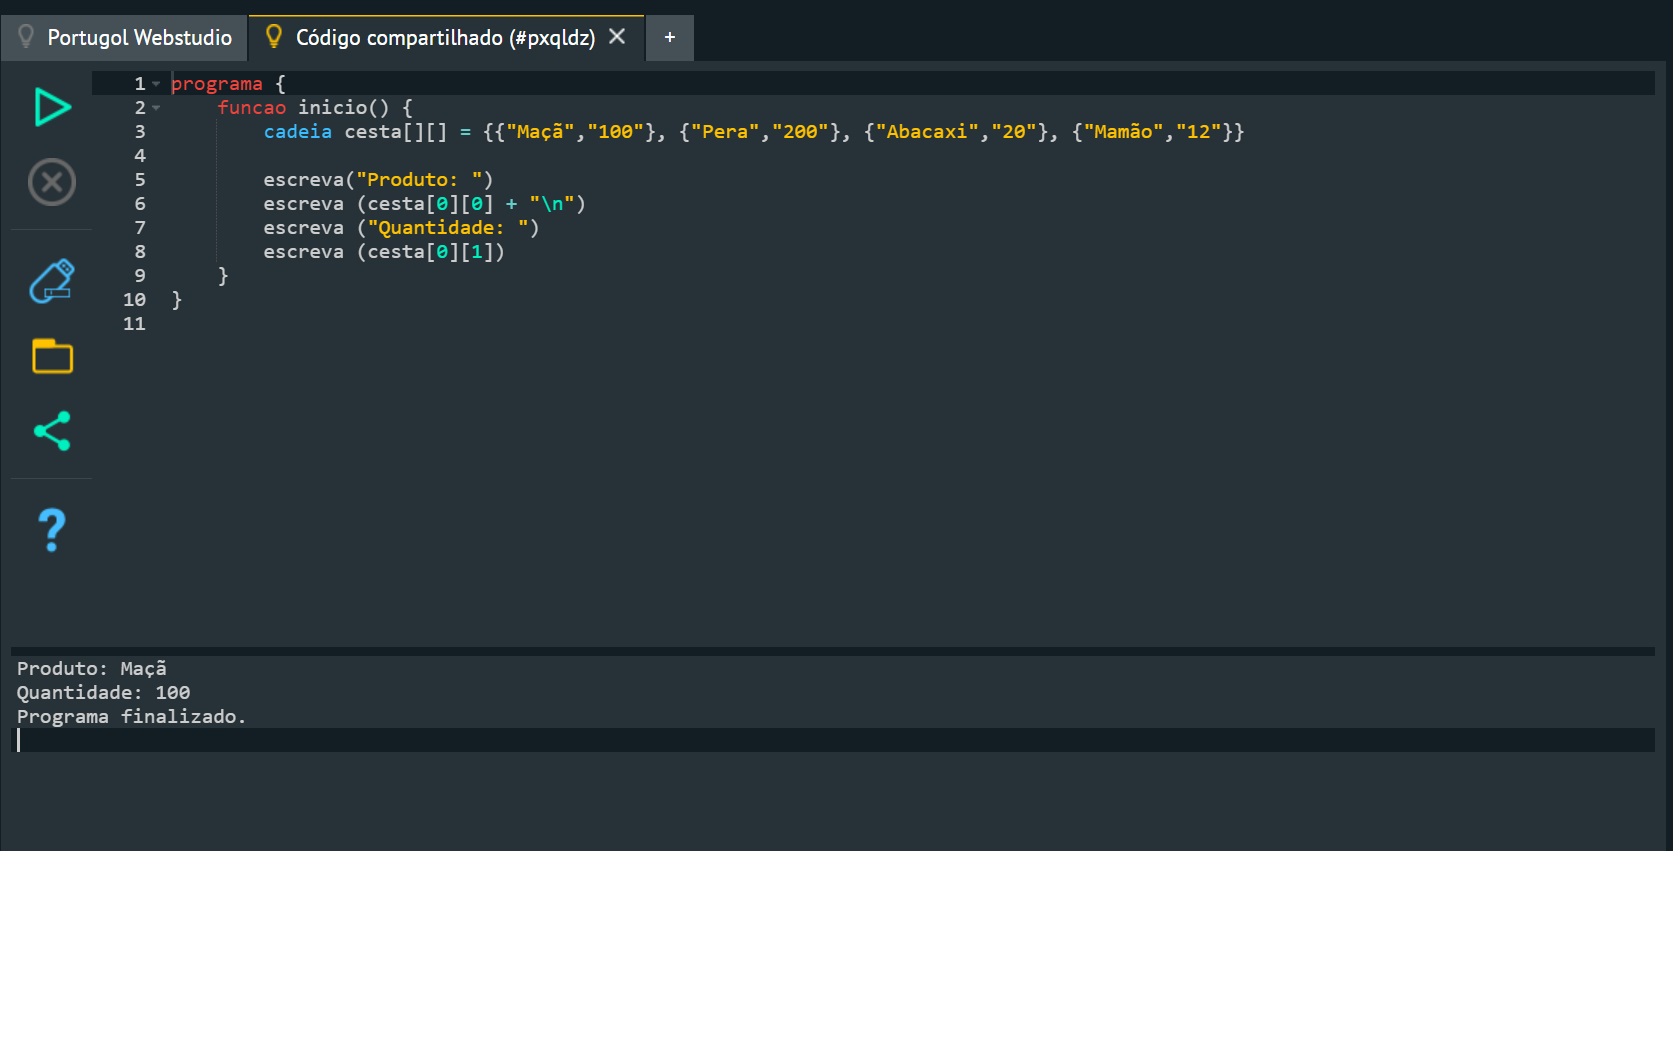 Portugol Webstudio
Código compartilhado (#pxqldz) ✕
+
1 programa {
2     funcao inicio() {
3         cadeia cesta[][] = {{"Maçã","100"}, {"Pera","200"}, {"Abacaxi","20"}, {"Mamão","12"}}
4
5         escreva("Produto: ")
6         escreva (cesta[0][0] + "\n")
7         escreva ("Quantidade: ")
8         escreva (cesta[0][1])
9     }
10 }
11
?
Produto: Maçã
Quantidade: 100
Programa finalizado.